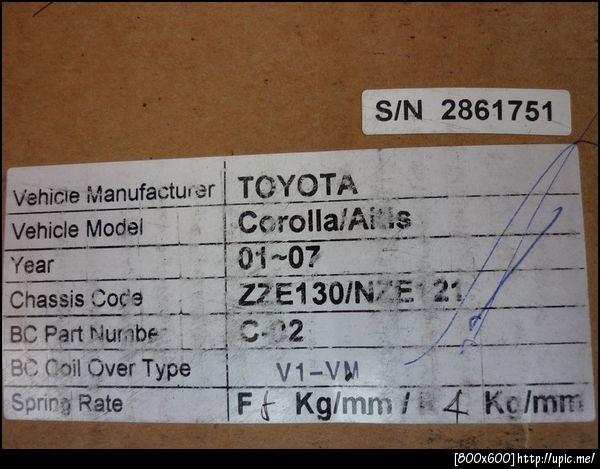 S/N 2861751
Vehicle Manufacturer TOYOTA
Vehicle Model Corolla/Altis
Year 01~07
Chassis Code ZZE130/NZE121
BC Part Number C-02
BC Coil Over Type V1-VM
Spring Rate F Kg/mm / R 4 Kg/mm
[800x600]http://upic.me/